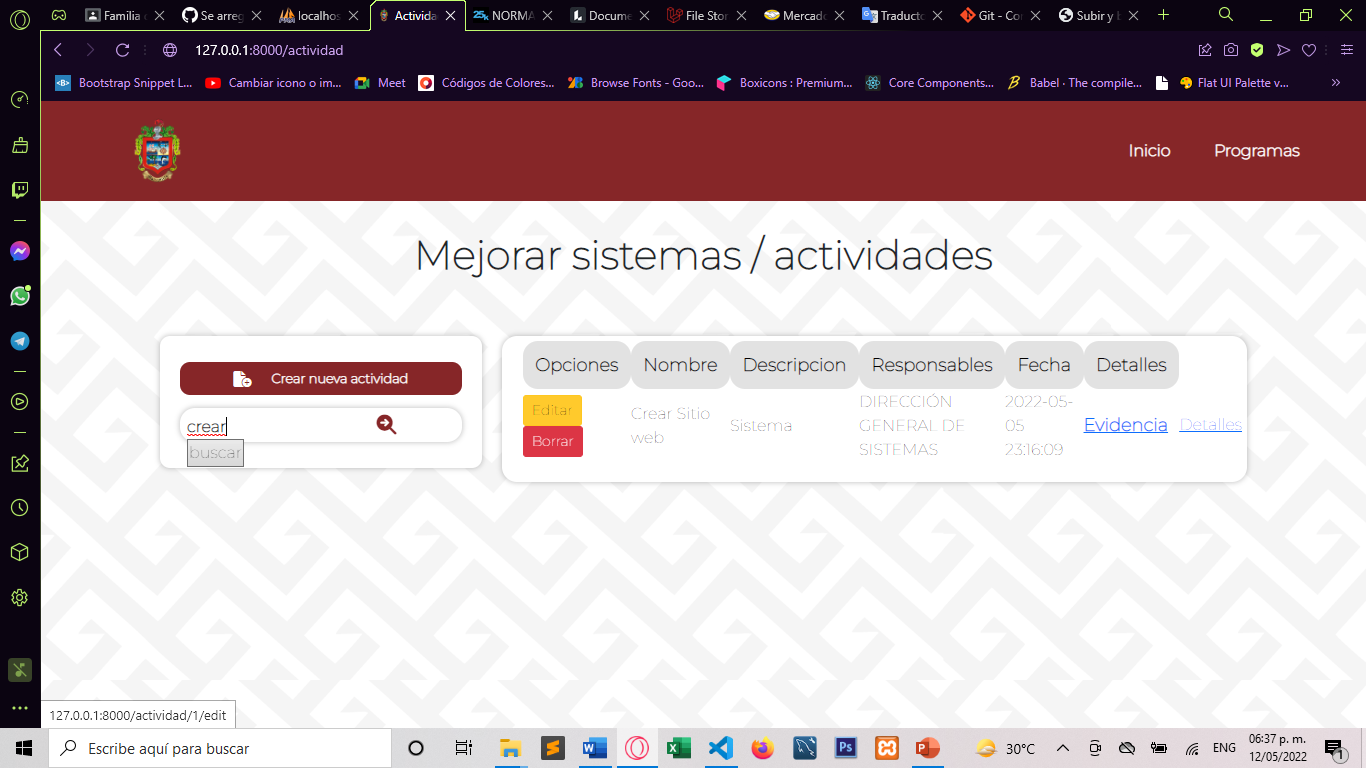 Familia
Se arreg
localhos
Activida
25k NORMA
Docume
File Stor
Mercado
Traducto
Git - Cor
Subir y b
127.0.0.1:8000/actividad
<B> Bootstrap Snippet L...
Cambiar icono o im...
Meet
Códigos de Colores...
Browse Fonts - Goo...
Boxicons : Premium...
Core Components...
Babel · The compile...
Flat UI Palette v...
»
Inicio
Programas
Mejorar sistemas / actividades
Crear nueva actividad
crear
buscar
Opciones Nombre Descripcion Responsables Fecha Detalles
Editar
Borrar
Crear Sitio
web
Sistema
DIRECCIÓN
GENERAL DE
SISTEMAS
2022-05-
05
23:16:09
Evidencia
Detalles
127.0.0.1:8000/actividad/1/edit
Escribe aquí para buscar
30°C
ENG
06:37 p. m.
12/05/2022
1